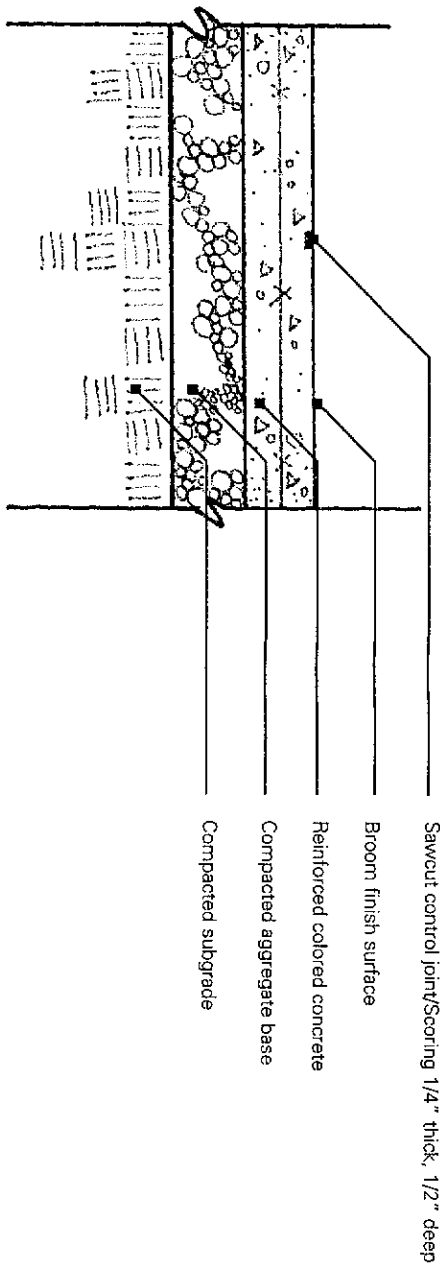 Sawcut control joint/Scoring 1/4" thick, 1/2" deep
Broom finish surface
Reinforced colored concrete
Compacted aggregate base
Compacted subgrade